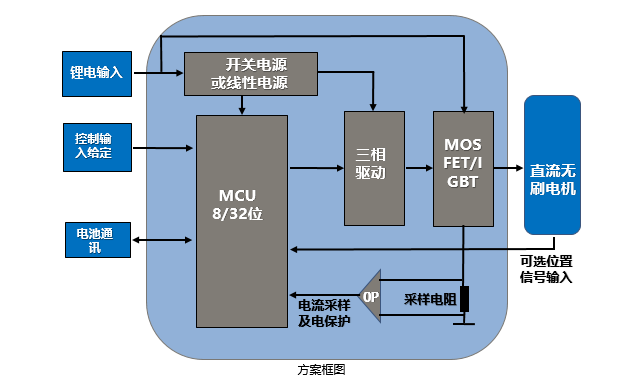 锂电输入
开关电源
或线性电源
控制输
入给定
MCU
8/32位
三相
驱动
MOS
FET/I
GBT
直流无
刷电机
电池通
讯
可选位置
信号输入
电流采样
及电保护
OP
采样电阻
方案框图